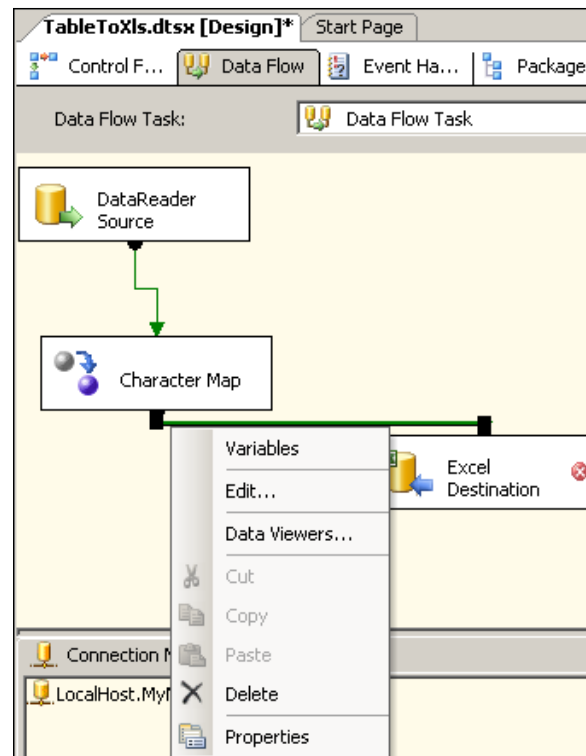 TableToXls.dtsx [Design]* Start Page
Control F... Data Flow Event Ha... Package
Data Flow Task: Data Flow Task
DataReader
Source
Character Map
Variables
Edit...
Data Viewers...
Cut
Copy
Paste
Delete
Properties
Excel
Destination
Connection
LocalHost.